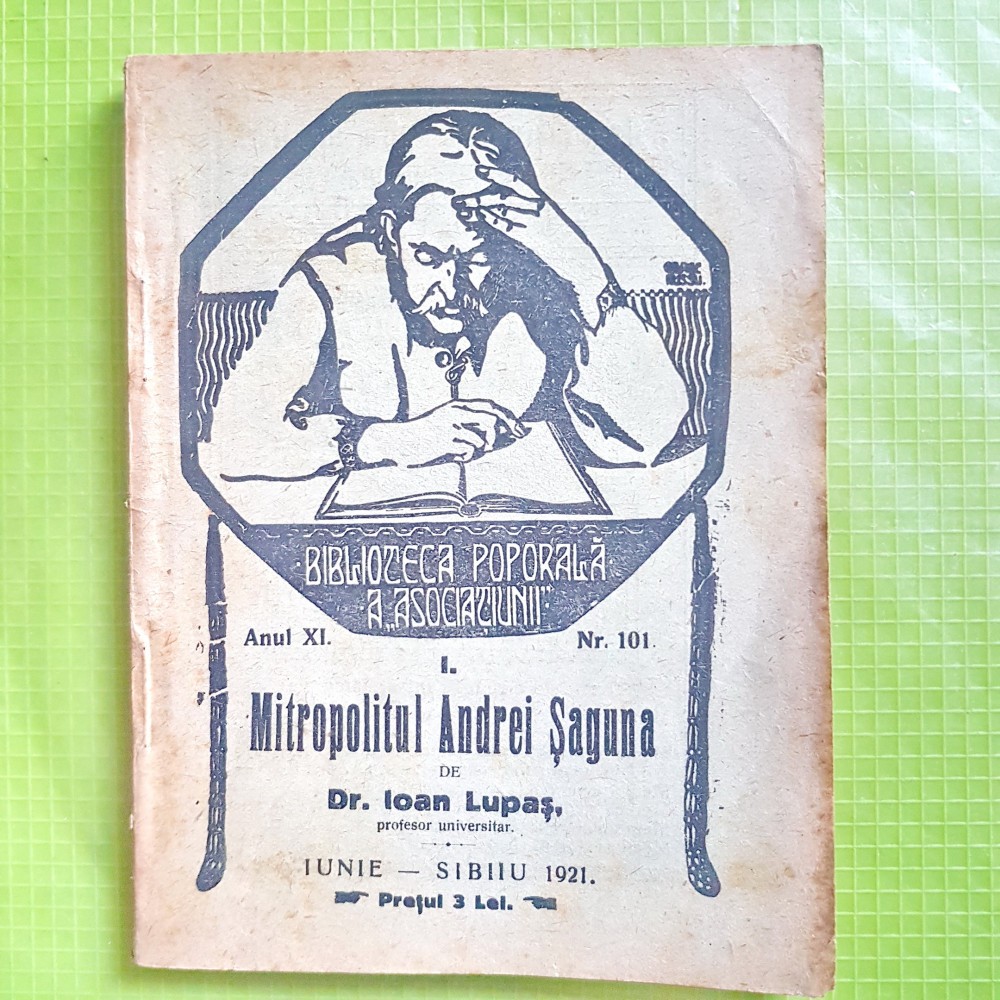 BIBLIOTECA POPORALĂ
A „ASOCIAȚIUNII"
Anul XI. Nr. 101.
I.
Mitropolitul Andrei Șaguna
DE
Dr. Ioan Lupaș,
profesor universitar.
IUNIE — SIBIIU 1921.
Prețul 3 Lei.